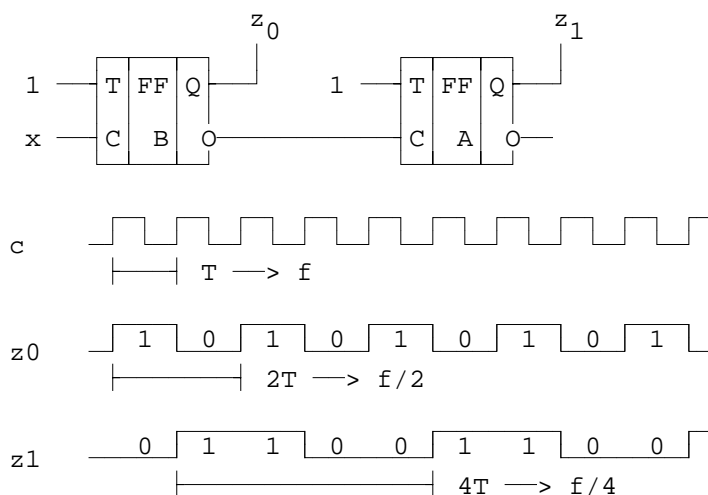 z0 z1
1 T FF Q 1 T FF Q
x C B O C A O
c
T —> f
z0 1 0 1 0 1 0 1 0 1
2T —> f/2
z1 0 1 1 0 0 1 1 0 0
4T —> f/4